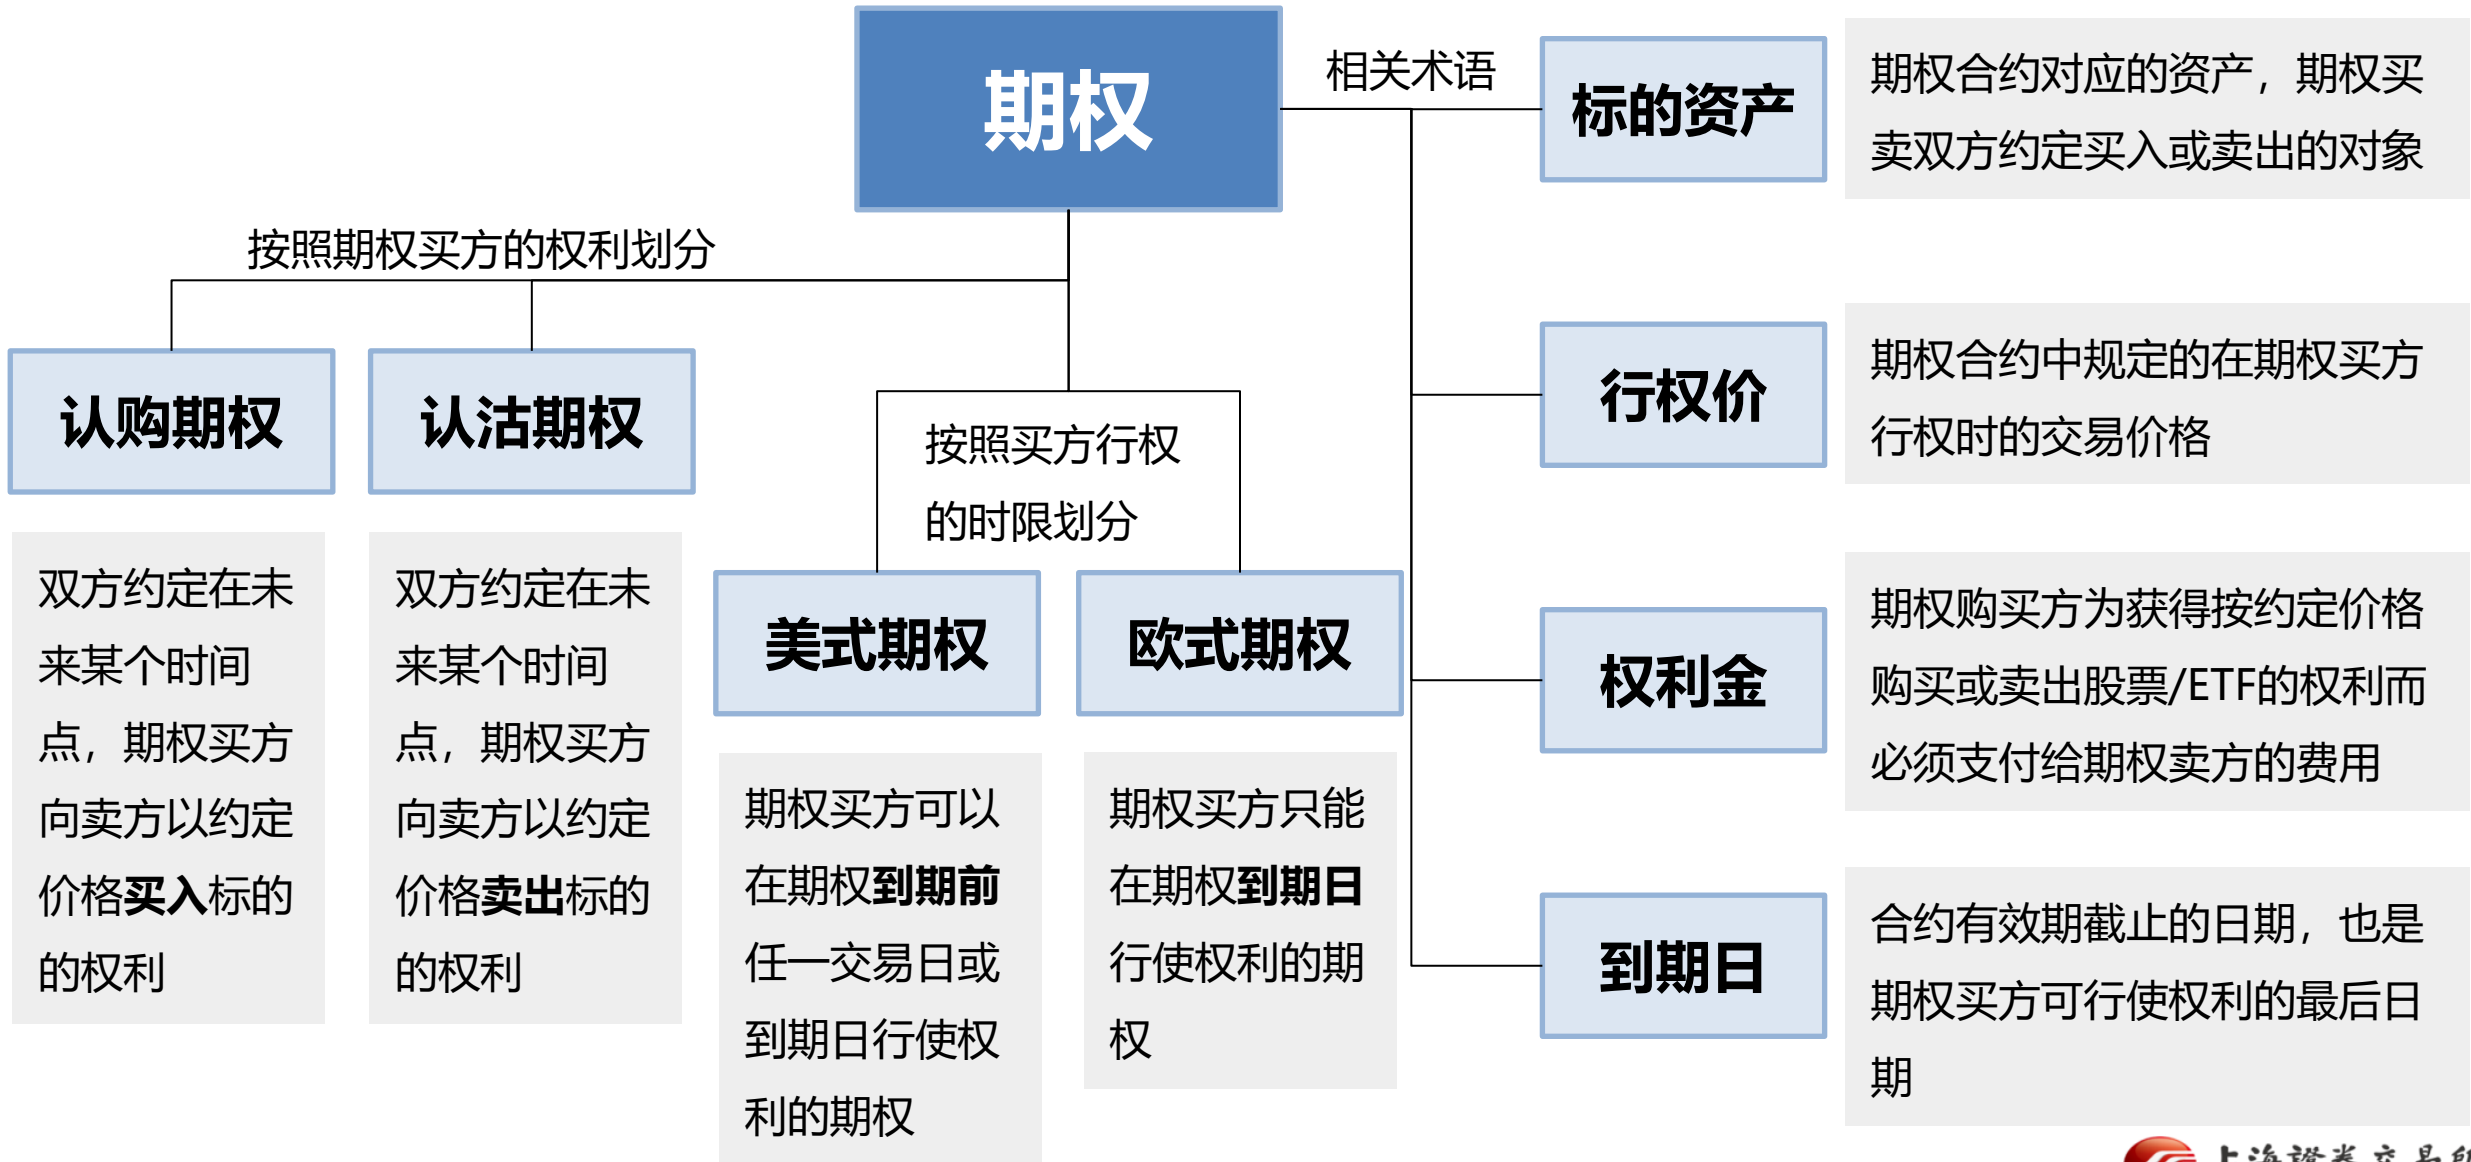 期权
相关术语
标的资产
期权合约对应的资产，期权买
卖双方约定买入或卖出的对象
按照期权买方的权利划分
认购期权
双方约定在未
来某个时间
点，期权买方
向卖方以约定
价格买入标的
的权利
认沽期权
双方约定在未
来某个时间
点，期权买方
向卖方以约定
价格卖出标的
的权利
按照买方行权
的时限划分
美式期权
期权买方可以
在期权到期前
任一交易日或
到期日行使权
利的期权
欧式期权
期权买方只能
在期权到期日
行使权利的期
权
行权价
期权合约中规定的在期权买方
行权时的交易价格
权利金
期权购买方为获得按约定价格
购买或卖出股票/ETF的权利而
必须支付给期权卖方的费用
到期日
合约有效期截止的日期，也是
期权买方可行使权利的最后日
期
上海證券交易所